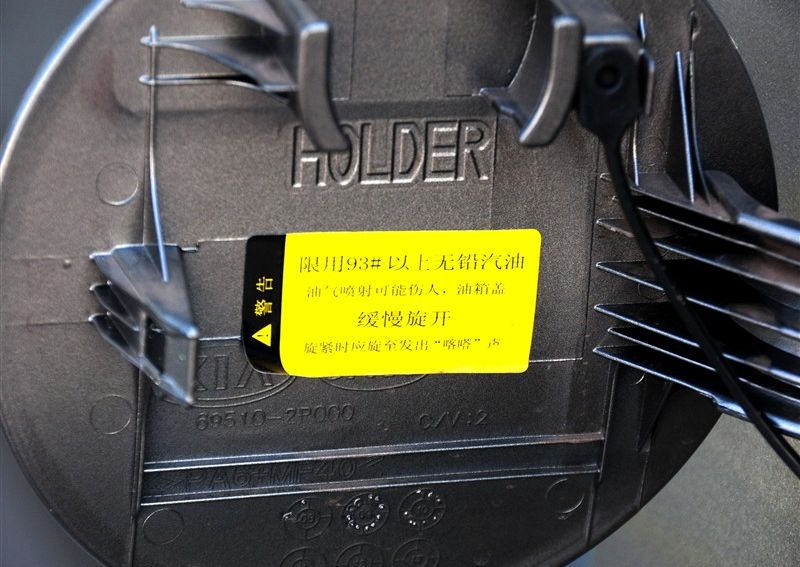 HOLDER
警告
限用93#以上无铅汽油
油气喷射可能伤人，油箱盖
缓慢旋开
旋紧时应旋至发出“喀嗒”声
KIA
69510-2P000 C/V:2
>PA6+MP40<